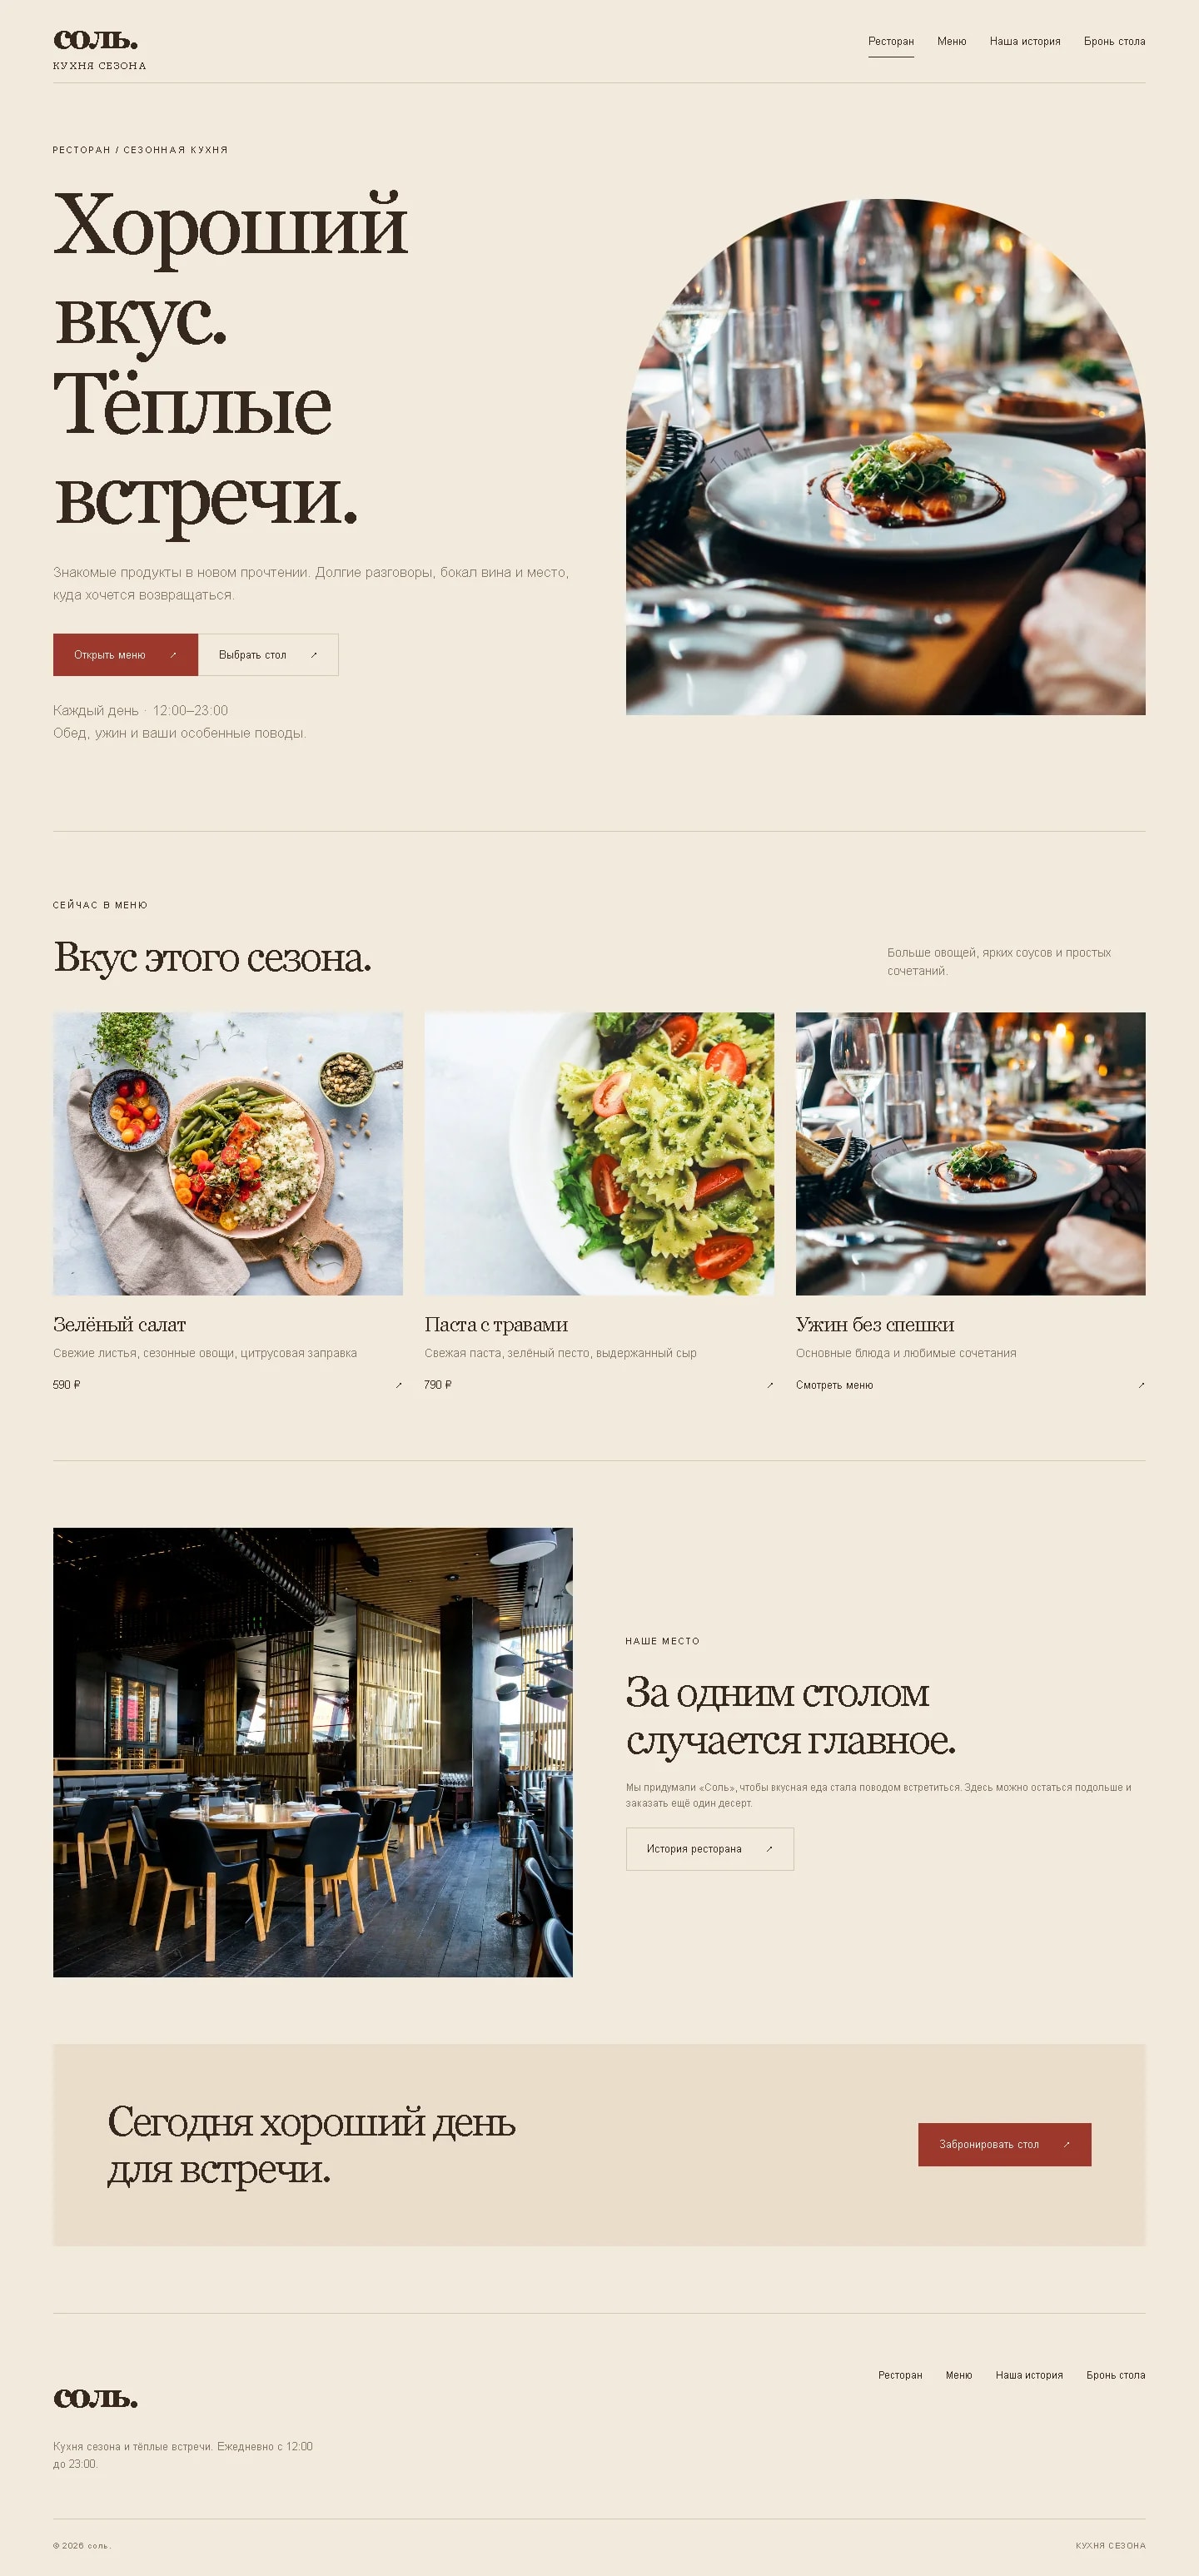 соль.
КУХНЯ СЕЗОНА
Ресторан Меню Наша история Бронь стола
РЕСТОРАН / СЕЗОННАЯ КУХНЯ
Хороший
вкус.
Тёплые
встречи.
Знакомые продукты в новом прочтении. Долгие разговоры, бокал вина и место,
куда хочется возвращаться.
Открыть меню ↗ Выбрать стол ↗
Каждый день · 12:00–23:00
Обед, ужин и ваши особенные поводы.
СЕЙЧАС В МЕНЮ
Вкус этого сезона.
Больше овощей, ярких соусов и простых
сочетаний.
Зелёный салат
Свежие листья, сезонные овощи, цитрусовая заправка
590 ₽ ↗
Паста с травами
Свежая паста, зелёный песто, выдержанный сыр
790 ₽ ↗
Ужин без спешки
Основные блюда и любимые сочетания
Смотреть меню ↗
НАШЕ МЕСТО
За одним столом
случается главное.
Мы придумали «Соль», чтобы вкусная еда стала поводом встретиться. Здесь можно остаться подольше и
заказать ещё один десерт.
История ресторана ↗
Сегодня хороший день
для встречи.
Забронировать стол ↗
соль.
Ресторан Меню Наша история Бронь стола
Кухня сезона и тёплые встречи. Ежедневно с 12:00
до 23:00.
© 2026 соль.
КУХНЯ СЕЗОНА